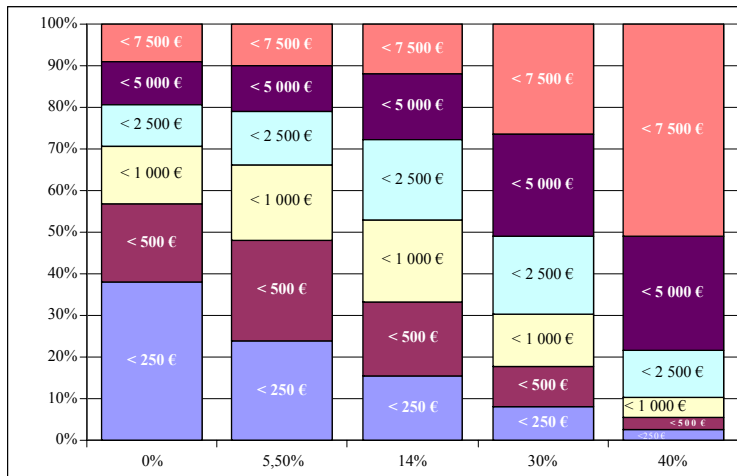 100%
90%
80%
70%
60%
50%
40%
30%
20%
10%
0%
< 7 500 €
< 5 000 €
< 2 500 €
< 1 000 €
< 500 €
< 250 €
< 7 500 €
< 5 000 €
< 2 500 €
< 1 000 €
< 500 €
< 250 €
< 7 500 €
< 5 000 €
< 2 500 €
< 1 000 €
< 500 €
< 250 €
< 7 500 €
< 5 000 €
< 2 500 €
< 1 000 €
< 500 €
< 250 €
< 7 500 €
< 5 000 €
< 2 500 €
< 1 000 €
< 500 €
<250 €
0%
5,50%
14%
30%
40%